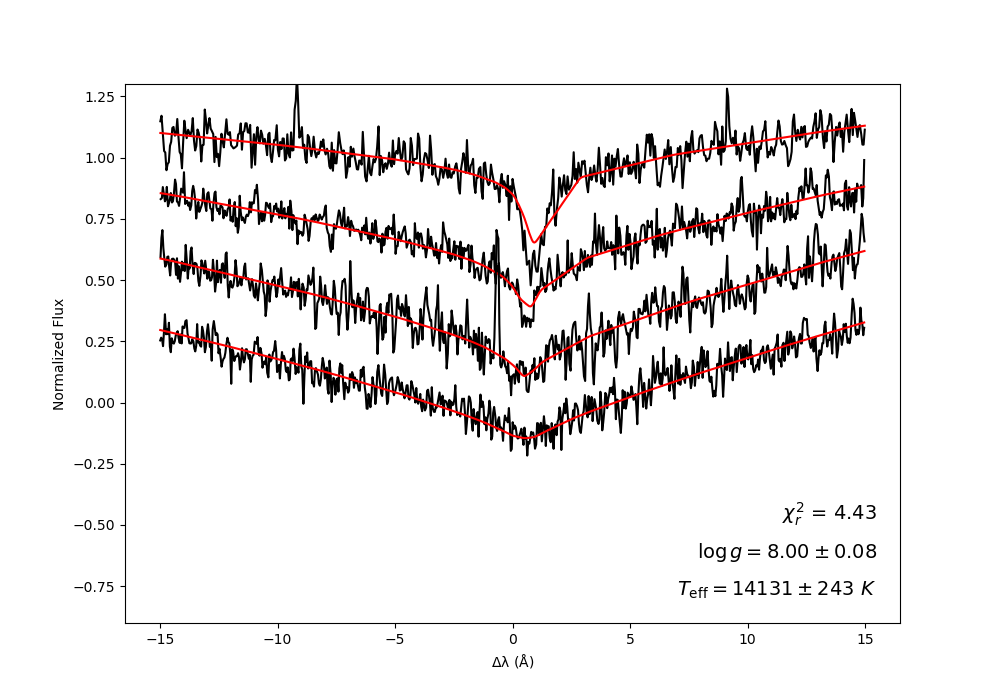 1.25
1.00
0.75
0.50
0.25
0.00
−0.25
−0.50
−0.75
Normalized Flux
χ²ᵣ = 4.43
log g = 8.00 ± 0.08
T_eff = 14131 ± 243 K
−15 −10 −5 0 5 10 15
Δλ (Å)